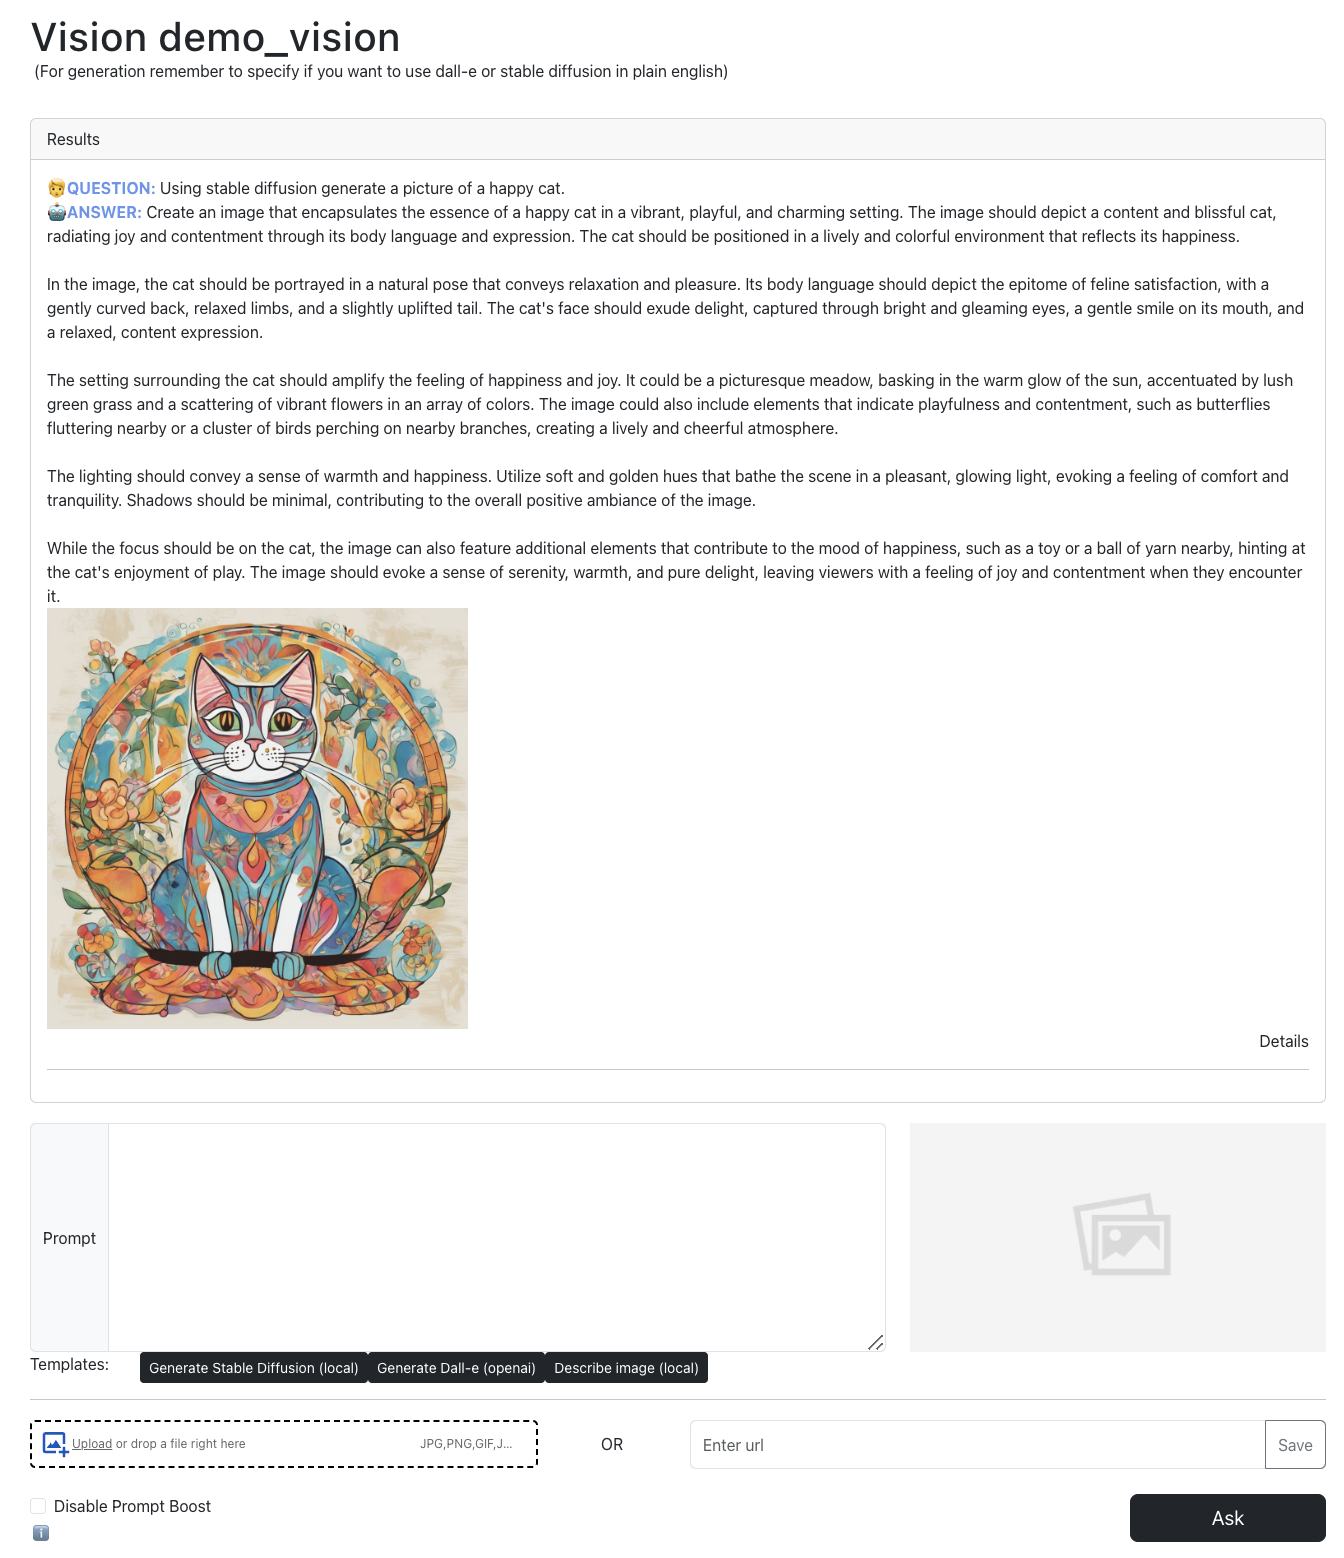 Vision demo_vision
(For generation remember to specify if you want to use dall-e or stable diffusion in plain english)
Results
QUESTION: Using stable diffusion generate a picture of a happy cat.
ANSWER: Create an image that encapsulates the essence of a happy cat in a vibrant, playful, and charming setting. The image should depict a content and blissful cat,
radiating joy and contentment through its body language and expression. The cat should be positioned in a lively and colorful environment that reflects its happiness.
In the image, the cat should be portrayed in a natural pose that conveys relaxation and pleasure. Its body language should depict the epitome of feline satisfaction, with a
gently curved back, relaxed limbs, and a slightly uplifted tail. The cat's face should exude delight, captured through bright and gleaming eyes, a gentle smile on its mouth, and
a relaxed, content expression.
The setting surrounding the cat should amplify the feeling of happiness and joy. It could be a picturesque meadow, basking in the warm glow of the sun, accentuated by lush
green grass and a scattering of vibrant flowers in an array of colors. The image could also include elements that indicate playfulness and contentment, such as butterflies
fluttering nearby or a cluster of birds perching on nearby branches, creating a lively and cheerful atmosphere.
The lighting should convey a sense of warmth and happiness. Utilize soft and golden hues that bathe the scene in a pleasant, glowing light, evoking a feeling of comfort and
tranquility. Shadows should be minimal, contributing to the overall positive ambiance of the image.
While the focus should be on the cat, the image can also feature additional elements that contribute to the mood of happiness, such as a toy or a ball of yarn nearby, hinting at
the cat's enjoyment of play. The image should evoke a sense of serenity, warmth, and pure delight, leaving viewers with a feeling of joy and contentment when they encounter
it.
Details
Prompt
Templates: Generate Stable Diffusion (local) Generate Dall-e (openai) Describe image (local)
Upload or drop a file right here JPG,PNG,GIF,J... OR Enter url Save
Disable Prompt Boost
Ask